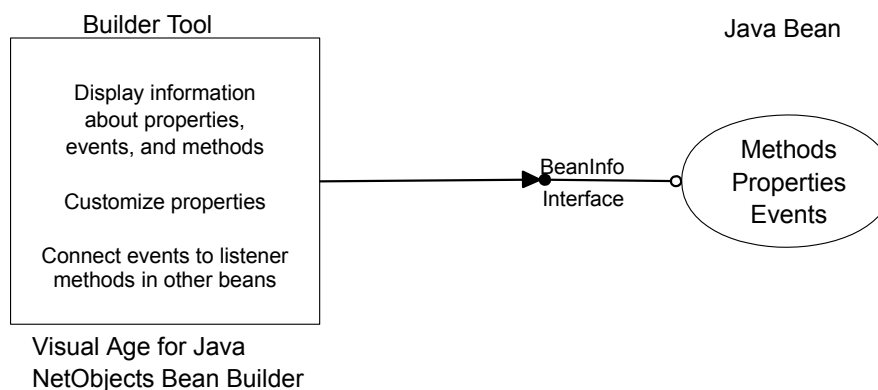 Builder Tool
Java Bean
Display information
about properties,
events, and methods
Customize properties
Connect events to listener
methods in other beans
BeanInfo
Interface
Methods
Properties
Events
Visual Age for Java
NetObjects Bean Builder